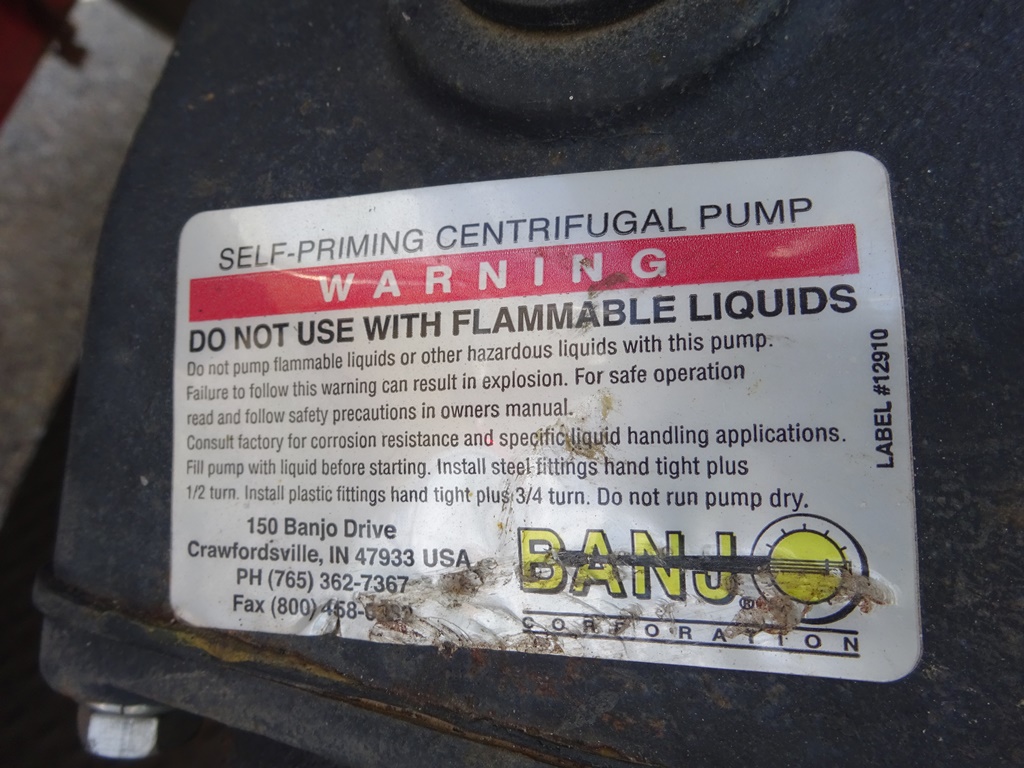 SELF-PRIMING CENTRIFUGAL PUMP
WARNING
DO NOT USE WITH FLAMMABLE LIQUIDS
Do not pump flammable liquids or other hazardous liquids with this pump.
Failure to follow this warning can result in explosion. For safe operation
read and follow safety precautions in owners manual.
Consult factory for corrosion resistance and specific liquid handling applications.
Fill pump with liquid before starting. Install steel fittings hand tight plus
1/2 turn. Install plastic fittings hand tight plus 3/4 turn. Do not run pump dry.
LABEL #12910
150 Banjo Drive
Crawfordsville, IN 47933 USA
PH (765) 362-7367
Fax (800)
BANJO®
CORPORATION